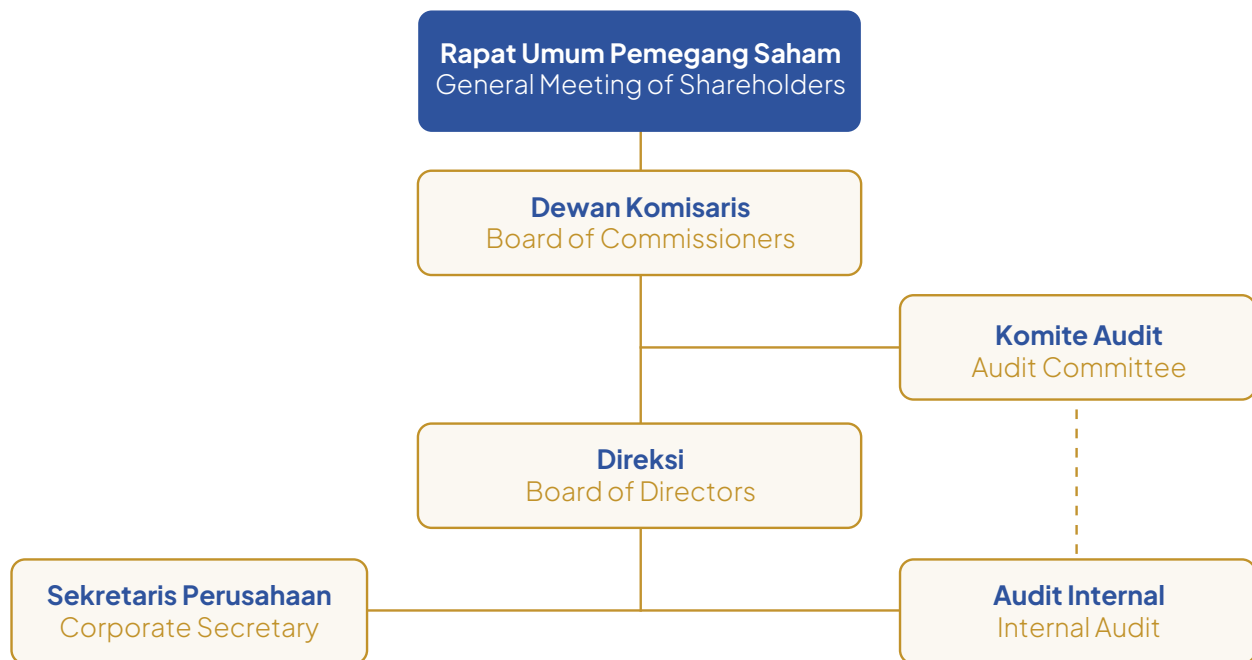 Rapat Umum Pemegang Saham
General Meeting of Shareholders
Dewan Komisaris
Board of Commissioners
Komite Audit
Audit Committee
Direksi
Board of Directors
Sekretaris Perusahaan
Corporate Secretary
Audit Internal
Internal Audit